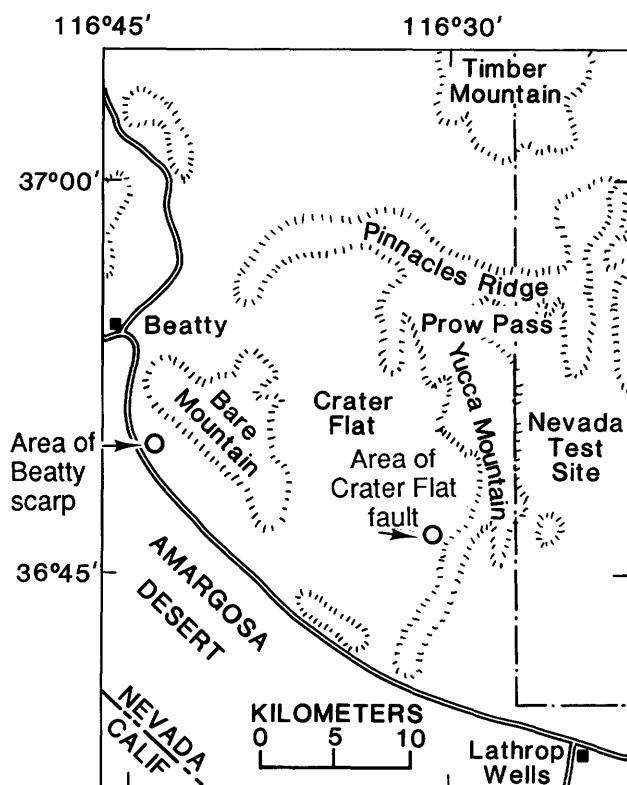 116°45'
116°30'
Timber
Mountain
37°00'
Pinnacles Ridge
Beatty
Prow Pass
Bare
Mountain
Yucca Mountain
Crater
Flat
Nevada
Test
Site
Area of
Beatty
scarp
Area of
Crater Flat
fault
36°45'
AMARGOSA
DESERT
NEVADA
CALIF
KILOMETERS
0 5 10
Lathrop
Wells